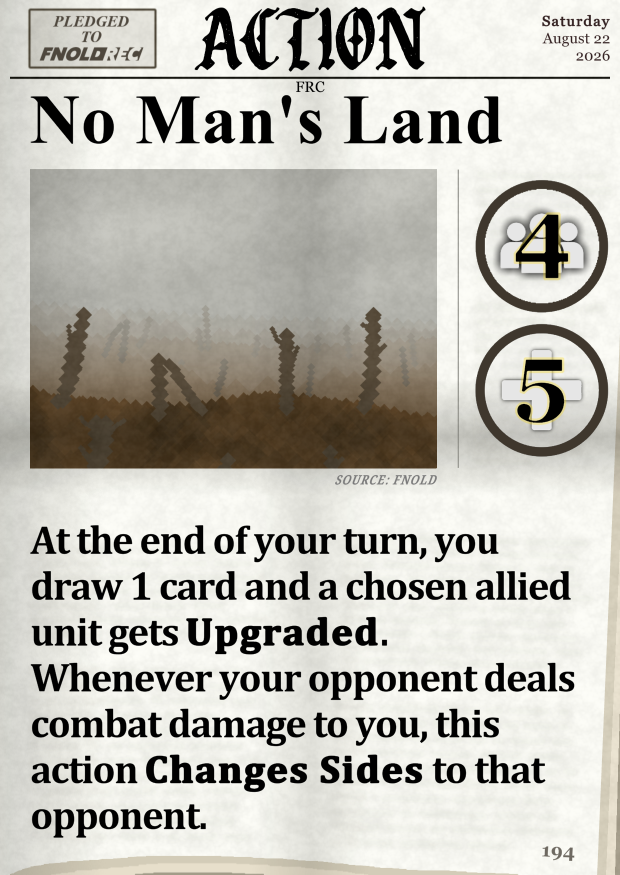 PLEDGED
TO
FNOLD REC
ACTION
Saturday
August 22
2026
FRC
No Man's Land
4
5
SOURCE: FNOLD
At the end of your turn, you
draw 1 card and a chosen allied
unit gets Upgraded.
Whenever your opponent deals
combat damage to you, this
action Changes Sides to that
opponent.
194